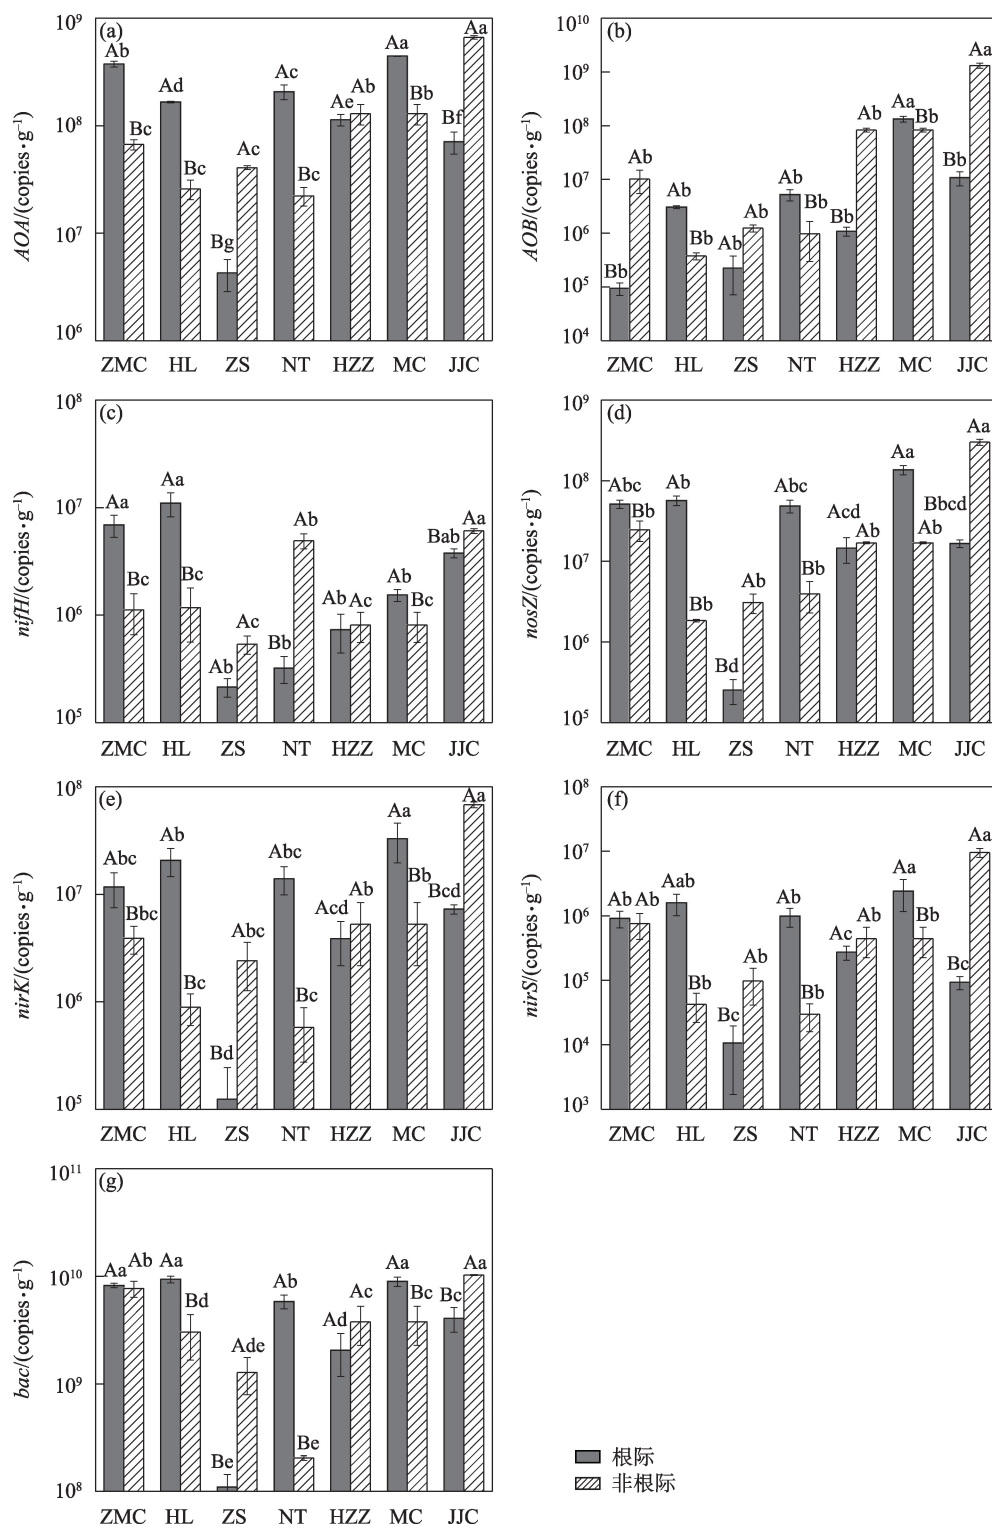 (a)
AOA/(copies·g⁻¹)
10⁹
10⁸
10⁷
10⁶
Ab Bc Ad Bc Bg Ac Ac Bc Ae Ab Aa Bb Bf Aa
ZMC HL ZS NT HZZ MC JJC
(b)
AOB/(copies·g⁻¹)
10¹⁰
10⁹
10⁸
10⁷
10⁶
10⁵
10⁴
Bb Ab Ab Bb Ab Ab Ab Bb Bb Ab Aa Bb Bb Aa
ZMC HL ZS NT HZZ MC JJC
(c)
nifH/(copies·g⁻¹)
10⁸
10⁷
10⁶
10⁵
Aa Bc Aa Bc Ab Ac Bb Ab Ab Ac Ab Bc Bab Aa
ZMC HL ZS NT HZZ MC JJC
(d)
nosZ/(copies·g⁻¹)
10⁹
10⁸
10⁷
10⁶
10⁵
Abc Bb Ab Bb Bd Ab Abc Bb Acd Ab Aa Ab Bbcd Aa
ZMC HL ZS NT HZZ MC JJC
(e)
nirK/(copies·g⁻¹)
10⁸
10⁷
10⁶
10⁵
Abc Bbc Ab Bc Bd Abc Abc Bc Acd Ab Aa Bb Bcd Aa
ZMC HL ZS NT HZZ MC JJC
(f)
nirS/(copies·g⁻¹)
10⁸
10⁷
10⁶
10⁵
10⁴
10³
Ab Ab Aab Bb Bc Ab Ab Bb Ac Ab Aa Bb Bc Aa
ZMC HL ZS NT HZZ MC JJC
(g)
bac/(copies·g⁻¹)
10¹¹
10¹⁰
10⁹
10⁸
Aa Ab Aa Bd Be Ade Ab Be Ad Ac Aa Bc Bc Aa
ZMC HL ZS NT HZZ MC JJC
根际
非根际